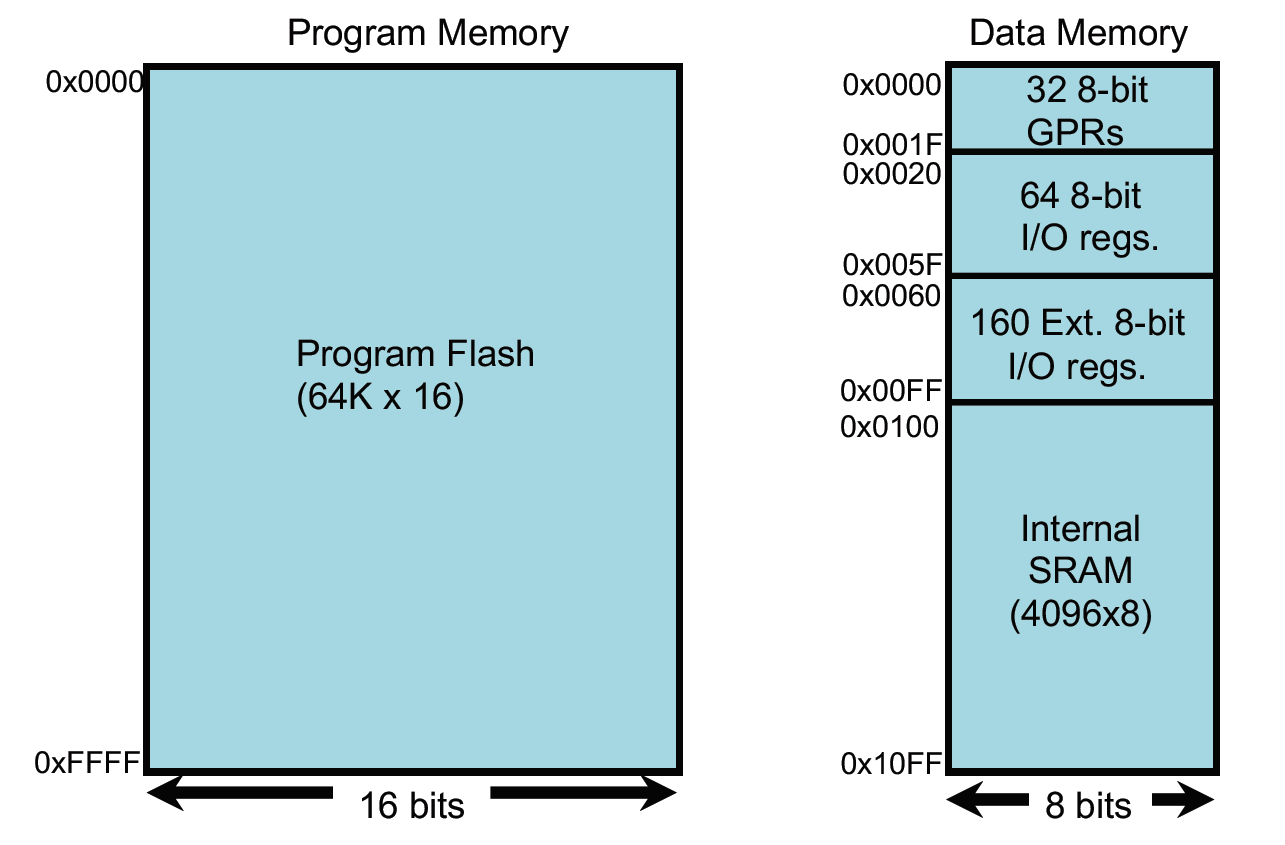 Program Memory
0x0000
Program Flash
(64K x 16)
0xFFFF
16 bits
Data Memory
0x0000
32 8-bit
GPRs
0x001F
0x0020
64 8-bit
I/O regs.
0x005F
0x0060
160 Ext. 8-bit
I/O regs.
0x00FF
0x0100
Internal
SRAM
(4096x8)
0x10FF
8 bits